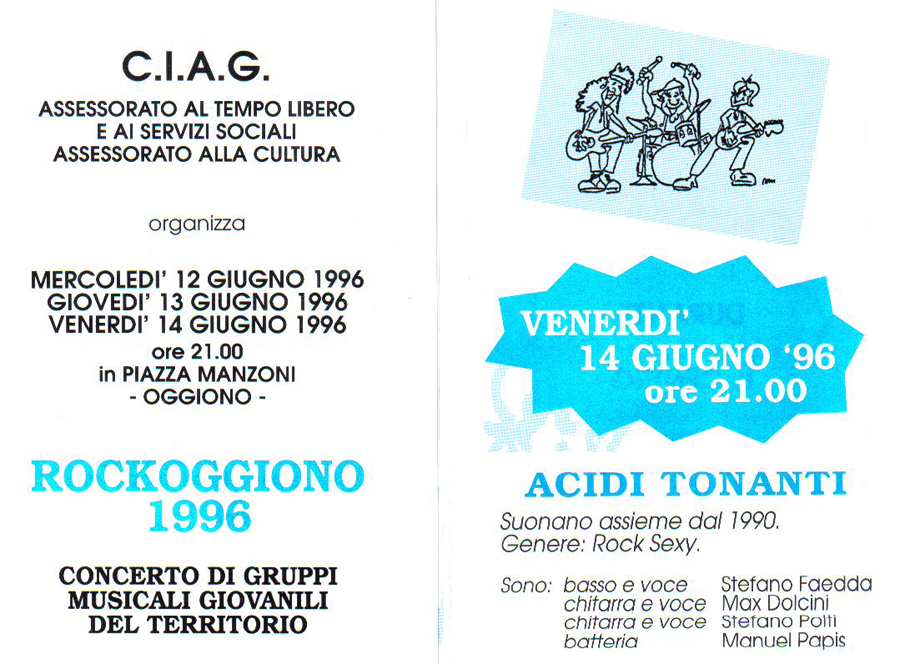 C.I.A.G.
ASSESSORATO AL TEMPO LIBERO
E AI SERVIZI SOCIALI
ASSESSORATO ALLA CULTURA
organizza
MERCOLEDI' 12 GIUGNO 1996
GIOVEDI' 13 GIUGNO 1996
VENERDI' 14 GIUGNO 1996
ore 21.00
in PIAZZA MANZONI
- OGGIONO -
ROCKOGGIONO
1996
CONCERTO DI GRUPPI
MUSICALI GIOVANILI
DEL TERRITORIO
VENERDI'
14 GIUGNO '96
ore 21.00
ACIDI TONANTI
Suonano assieme dal 1990.
Genere: Rock Sexy.
Sono: basso e voce Stefano Faedda
chitarra e voce Max Dolcini
chitarra e voce Stefano Polti
batteria Manuel Papis